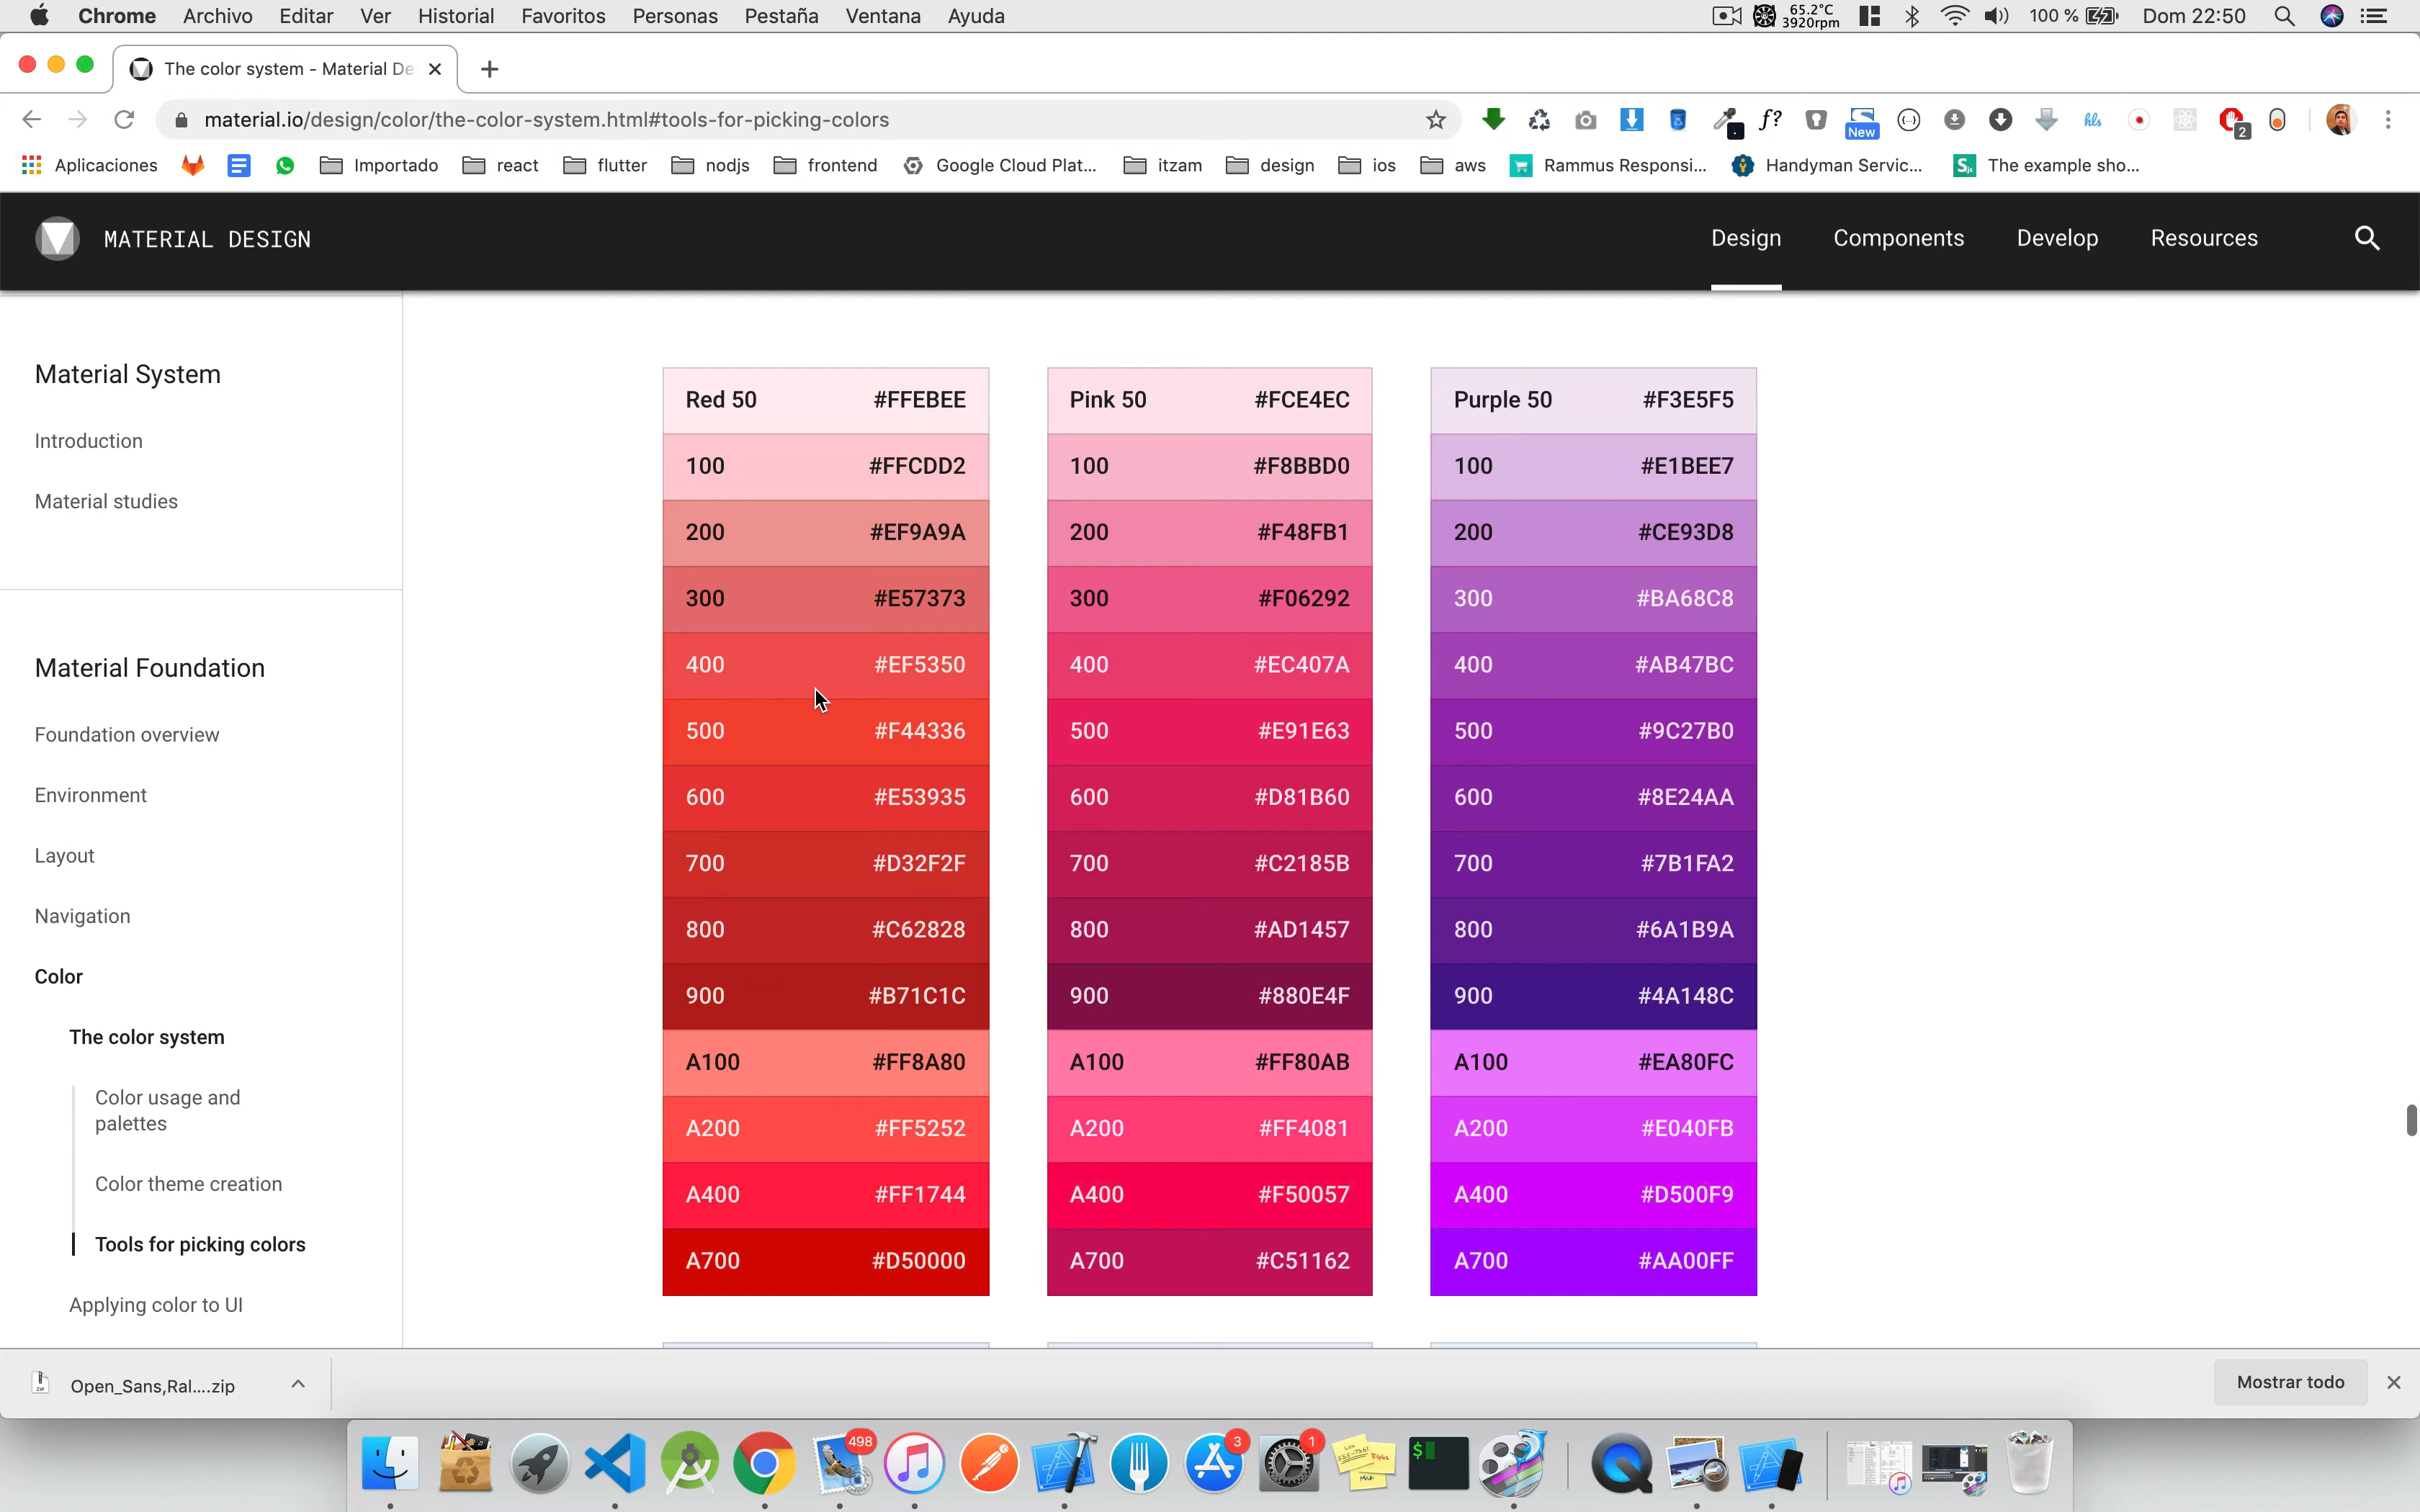 Chrome Archivo Editar Ver Historial Favoritos Personas Pestaña Ventana Ayuda 65.2°C 3920rpm 100 % Dom 22:50
The color system - Material De
material.io/design/color/the-color-system.html#tools-for-picking-colors f? New {...} hls 2
Aplicaciones Importado react flutter nodjs frontend Google Cloud Plat... itzam design ios aws Rammus Responsi... Handyman Servic... The example sho...
MATERIAL DESIGN Design Components Develop Resources
Material System
Introduction
Material studies
Material Foundation
Foundation overview
Environment
Layout
Navigation
Color
The color system
Color usage and
palettes
Color theme creation
Tools for picking colors
Applying color to UI
Red 50 #FFEBEE
100 #FFCDD2
200 #EF9A9A
300 #E57373
400 #EF5350
500 #F44336
600 #E53935
700 #D32F2F
800 #C62828
900 #B71C1C
A100 #FF8A80
A200 #FF5252
A400 #FF1744
A700 #D50000
Pink 50 #FCE4EC
100 #F8BBD0
200 #F48FB1
300 #F06292
400 #EC407A
500 #E91E63
600 #D81B60
700 #C2185B
800 #AD1457
900 #880E4F
A100 #FF80AB
A200 #FF4081
A400 #F50057
A700 #C51162
Purple 50 #F3E5F5
100 #E1BEE7
200 #CE93D8
300 #BA68C8
400 #AB47BC
500 #9C27B0
600 #8E24AA
700 #7B1FA2
800 #6A1B9A
900 #4A148C
A100 #EA80FC
A200 #E040FB
A400 #D500F9
A700 #AA00FF
Open_Sans,Ral....zip Mostrar todo
498 3 1